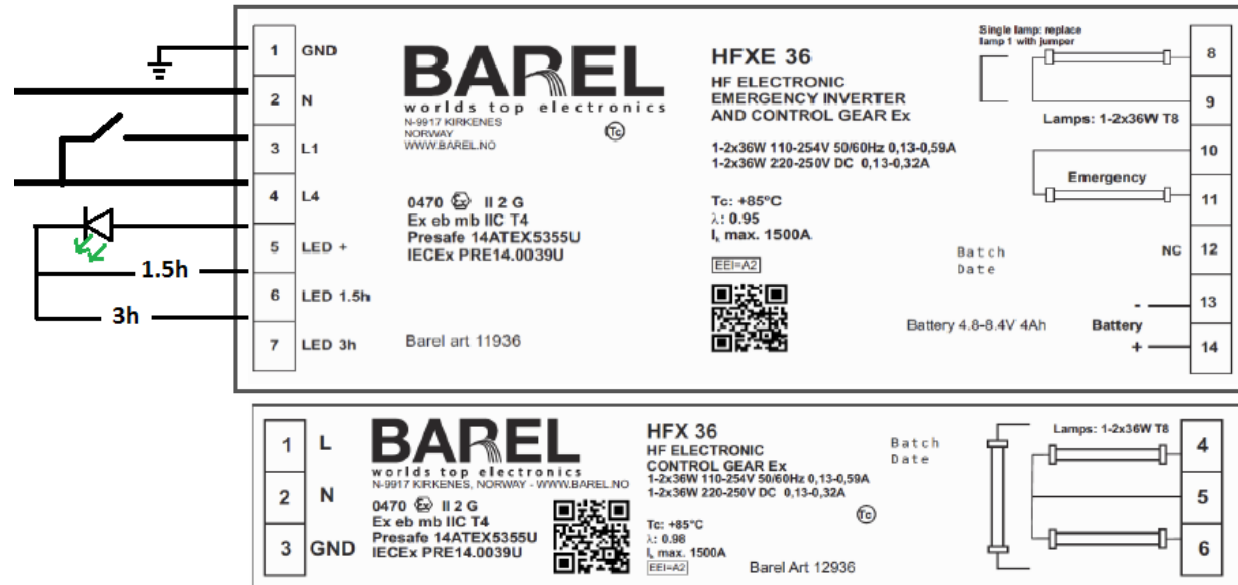 1 GND
2 N
3 L1
4 L4
5 LED +
6 LED 1.5h
7 LED 3h
1.5h
3h
BAREL
worlds top electronics
N-9917 KIRKENES
NORWAY
WWW.BAREL.NO
Tc
0470 Ex II 2 G
Ex eb mb IIC T4
Presafe 14ATEX5355U
IECEx PRE14.0039U
Barel art 11936
HFXE 36
HF ELECTRONIC
EMERGENCY INVERTER
AND CONTROL GEAR Ex
1-2x36W 110-254V 50/60Hz 0,13-0,59A
1-2x36W 220-250V DC 0,13-0,32A
Tc: +85°C
λ: 0.95
I, max. 1500A
EEI=A2
Batch
Date
Battery 4.8-8.4V 4Ah
Single lamp: replace
lamp 1 with jumper
Lamps: 1-2x36W T8
Emergency
NC
-
Battery
+
8
9
10
11
12
13
14
1 L
2 N
3 GND
BAREL
worlds top electronics
N-9917 KIRKENES, NORWAY - WWW.BAREL.NO
0470 Ex II 2 G
Ex eb mb IIC T4
Presafe 14ATEX5355U
IECEx PRE14.0039U
HFX 36
HF ELECTRONIC
CONTROL GEAR Ex
1-2x36W 110-254V 50/60Hz 0,13-0,59A
1-2x36W 220-250V DC 0,13-0,32A
Tc
Tc: +85°C
λ: 0.98
I, max. 1500A
EEI=A2
Barel Art 12936
Batch
Date
Lamps: 1-2x36W T8
4
5
6